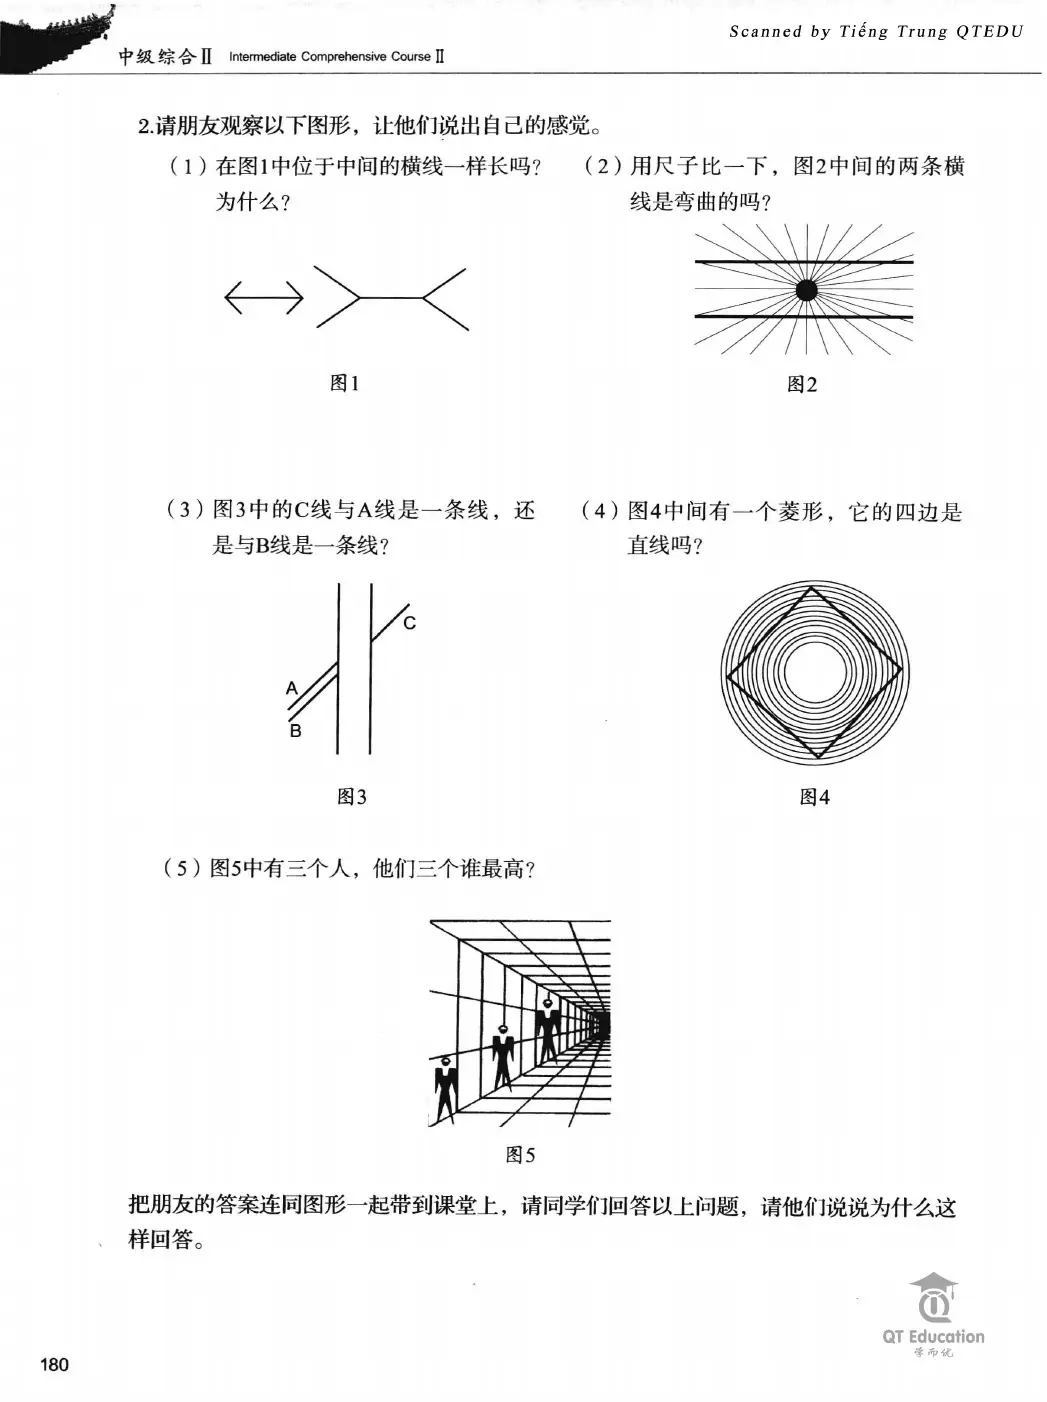 Scanned by Tiếng Trung QTEDU
中级综合Ⅱ Intermediate Comprehensive Course Ⅱ
2.请朋友观察以下图形，让他们说出自己的感觉。
（1）在图1中位于中间的横线一样长吗？
为什么？
（2）用尺子比一下，图2中间的两条横
线是弯曲的吗？
图1
图2
（3）图3中的C线与A线是一条线，还
是与B线是一条线？
（4）图4中间有一个菱形，它的四边是
直线吗？
C
A
B
图3
图4
（5）图5中有三个人，他们三个谁最高？
图5
把朋友的答案连同图形一起带到课堂上，请同学们回答以上问题，请他们说说为什么这
样回答。
QT Education
学而优
180